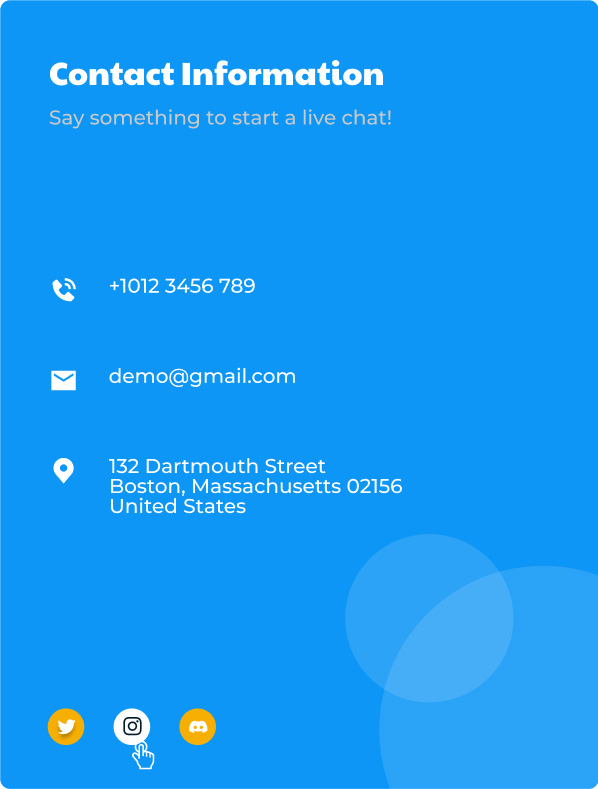 Contact Information
Say something to start a live chat!
+1012 3456 789
demo@gmail.com
132 Dartmouth Street
Boston, Massachusetts 02156
United States